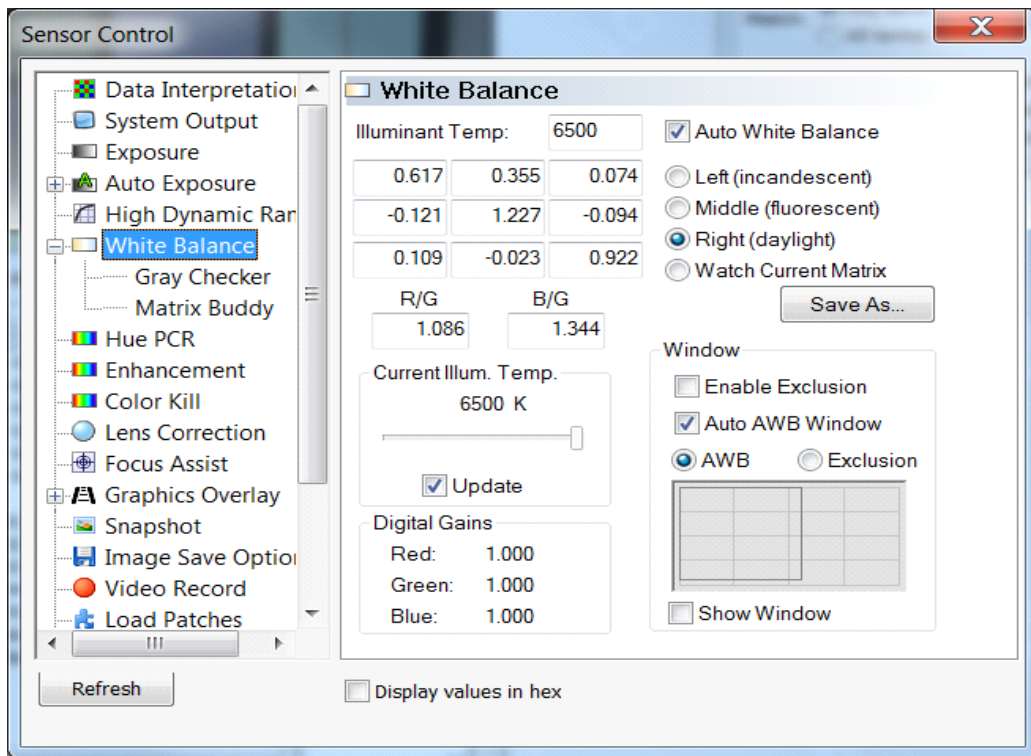 Sensor Control
Data Interpretation
System Output
Exposure
Auto Exposure
High Dynamic Ran
White Balance
Gray Checker
Matrix Buddy
Hue PCR
Enhancement
Color Kill
Lens Correction
Focus Assist
Graphics Overlay
Snapshot
Image Save Option
Video Record
Load Patches
Refresh
White Balance
Illuminant Temp: 6500
0.617 0.355 0.074
-0.121 1.227 -0.094
0.109 -0.023 0.922
R/G B/G
1.086 1.344
Current Illum. Temp.
6500 K
Update
Digital Gains
Red: 1.000
Green: 1.000
Blue: 1.000
Auto White Balance
Left (incandescent)
Middle (fluorescent)
Right (daylight)
Watch Current Matrix
Save As...
Window
Enable Exclusion
Auto AWB Window
AWB Exclusion
Show Window
Display values in hex